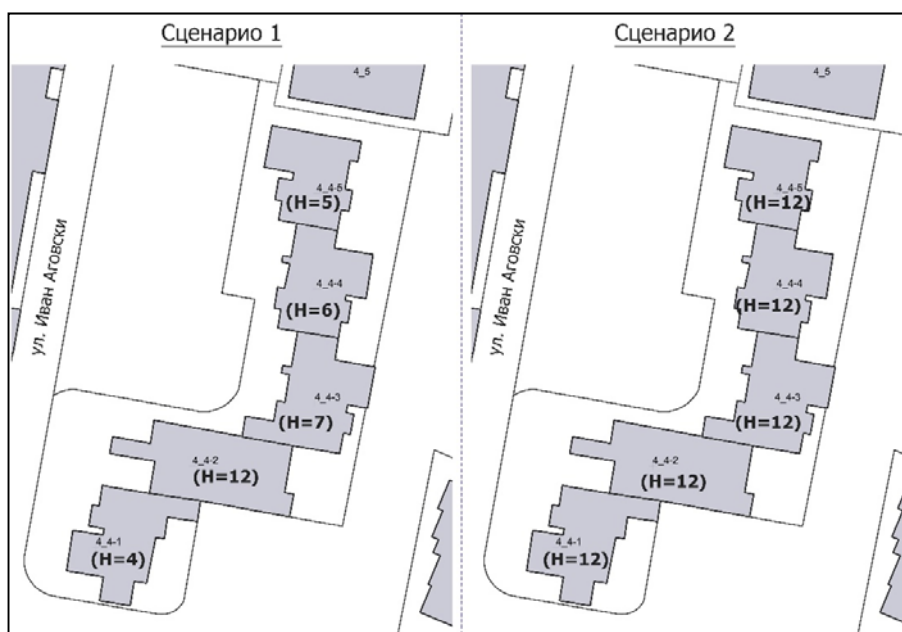 Сценарио 1
4_5
4_4-5
(H=5)
4_4-4
(H=6)
4_4-3
(H=7)
4_4-2
(H=12)
4_4-1
(H=4)
ул. Иван Аговски
Сценарио 2
4_5
4_4-5
(H=12)
4_4-4
(H=12)
4_4-3
(H=12)
4_4-2
(H=12)
4_4-1
(H=12)
ул. Иван Аговски